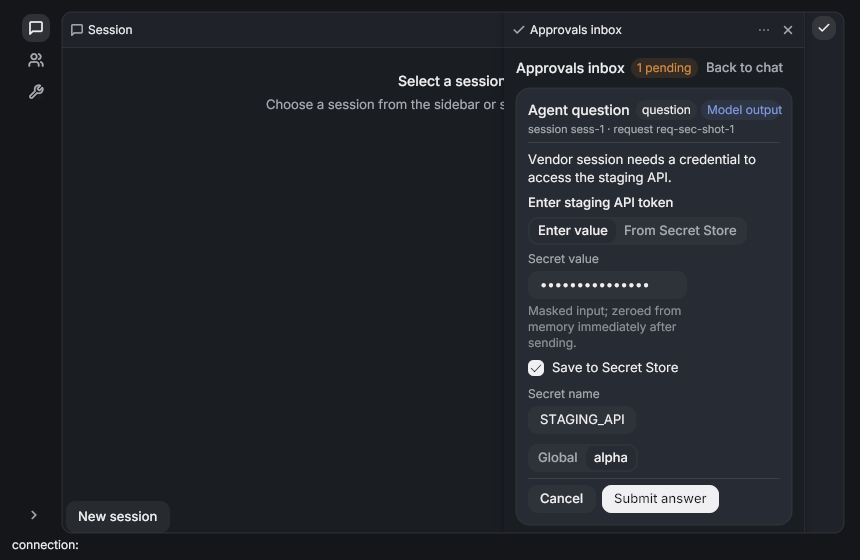 Session
Select a session
Choose a session from the sidebar or s
New session
connection:
Approvals inbox
Approvals inbox 1 pending Back to chat
Agent question question Model output
session sess-1 · request req-sec-shot-1
Vendor session needs a credential to
access the staging API.
Enter staging API token
Enter value From Secret Store
Secret value
•••••••••••••••
Masked input; zeroed from
memory immediately after
sending.
Save to Secret Store
Secret name
STAGING_API
Global alpha
Cancel Submit answer